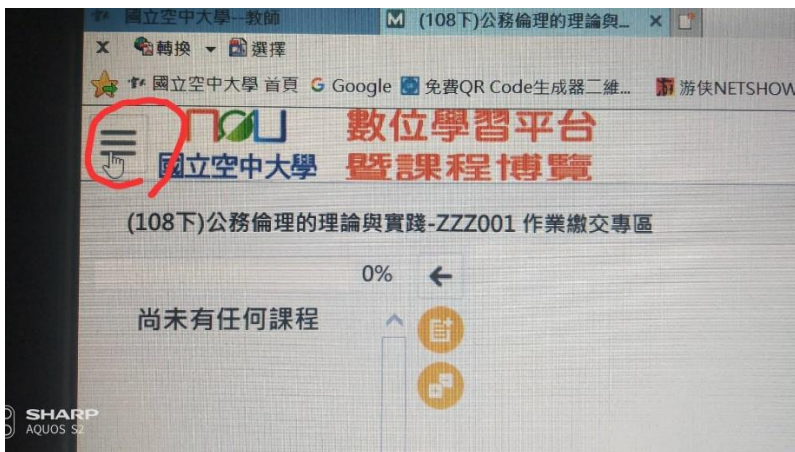 國立空中大學--教師
(108下)公務倫理的理論與... ×
x 轉換 ▼ 選擇
國立空中大學 首頁 G Google 免費QR Code生成器二維... 游侠NETSHOW
nou 數位學習平台
國立空中大學 暨課程博覽
(108下)公務倫理的理論與實踐-ZZZ001 作業繳交專區
0%
尚未有任何課程
SHARP
AQUOS S2